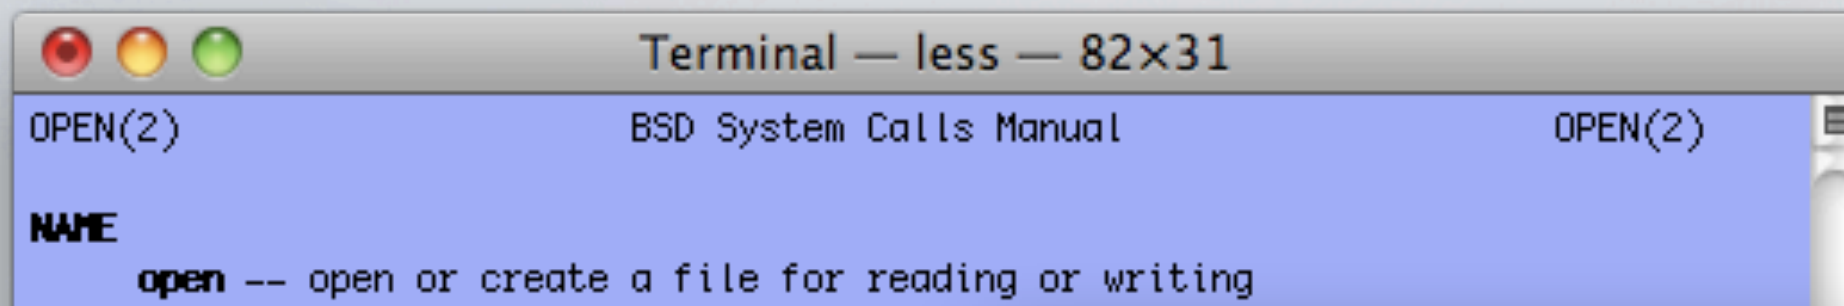 Terminal — less — 82×31
OPEN(2) BSD System Calls Manual OPEN(2)
NAME
open -- open or create a file for reading or writing